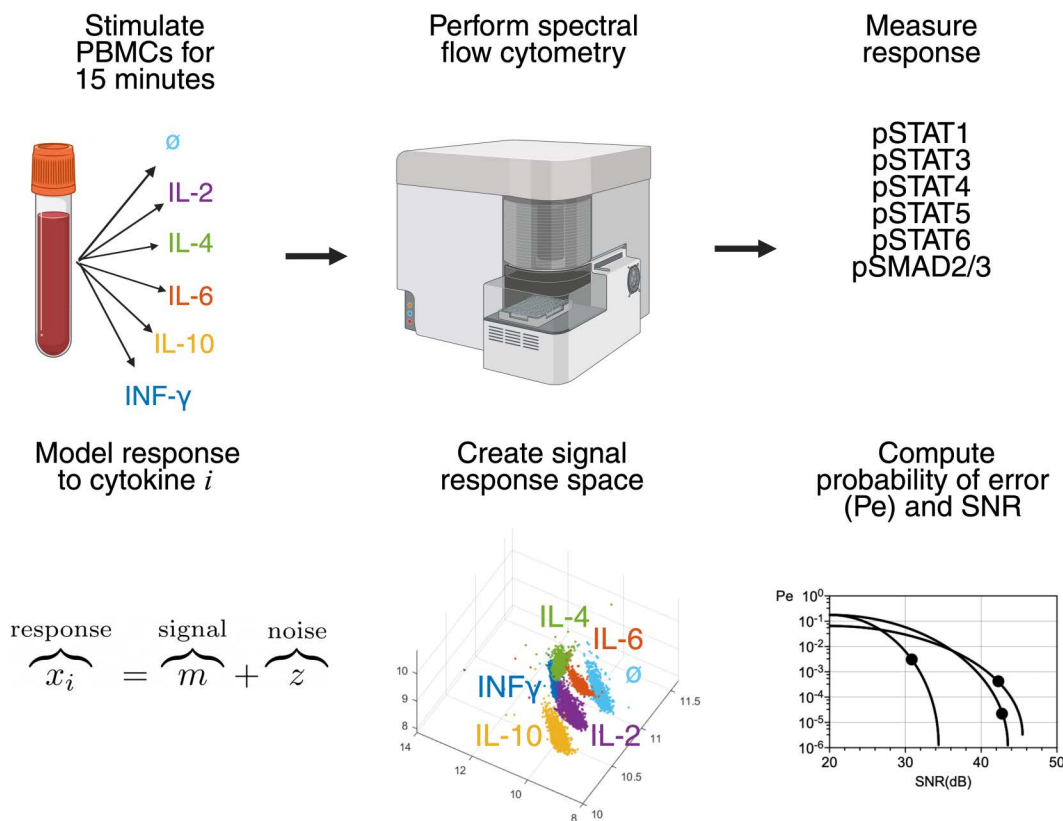 Stimulate
PBMCs for
15 minutes
Perform spectral
flow cytometry
Measure
response
ø
IL-2
IL-4
IL-6
IL-10
INF-γ
pSTAT1
pSTAT3
pSTAT4
pSTAT5
pSTAT6
pSMAD2/3
Model response
to cytokine i
Create signal
response space
Compute
probability of error
(Pe) and SNR
response signal noise
xᵢ = m + z
IL-4
IL-6
INFγ
ø
IL-10
IL-2
10
9
8
14
12
10
8
11.5
11
10.5
10
Pe
10⁰
10⁻¹
10⁻²
10⁻³
10⁻⁴
10⁻⁵
10⁻⁶
20 30 40 50
SNR(dB)